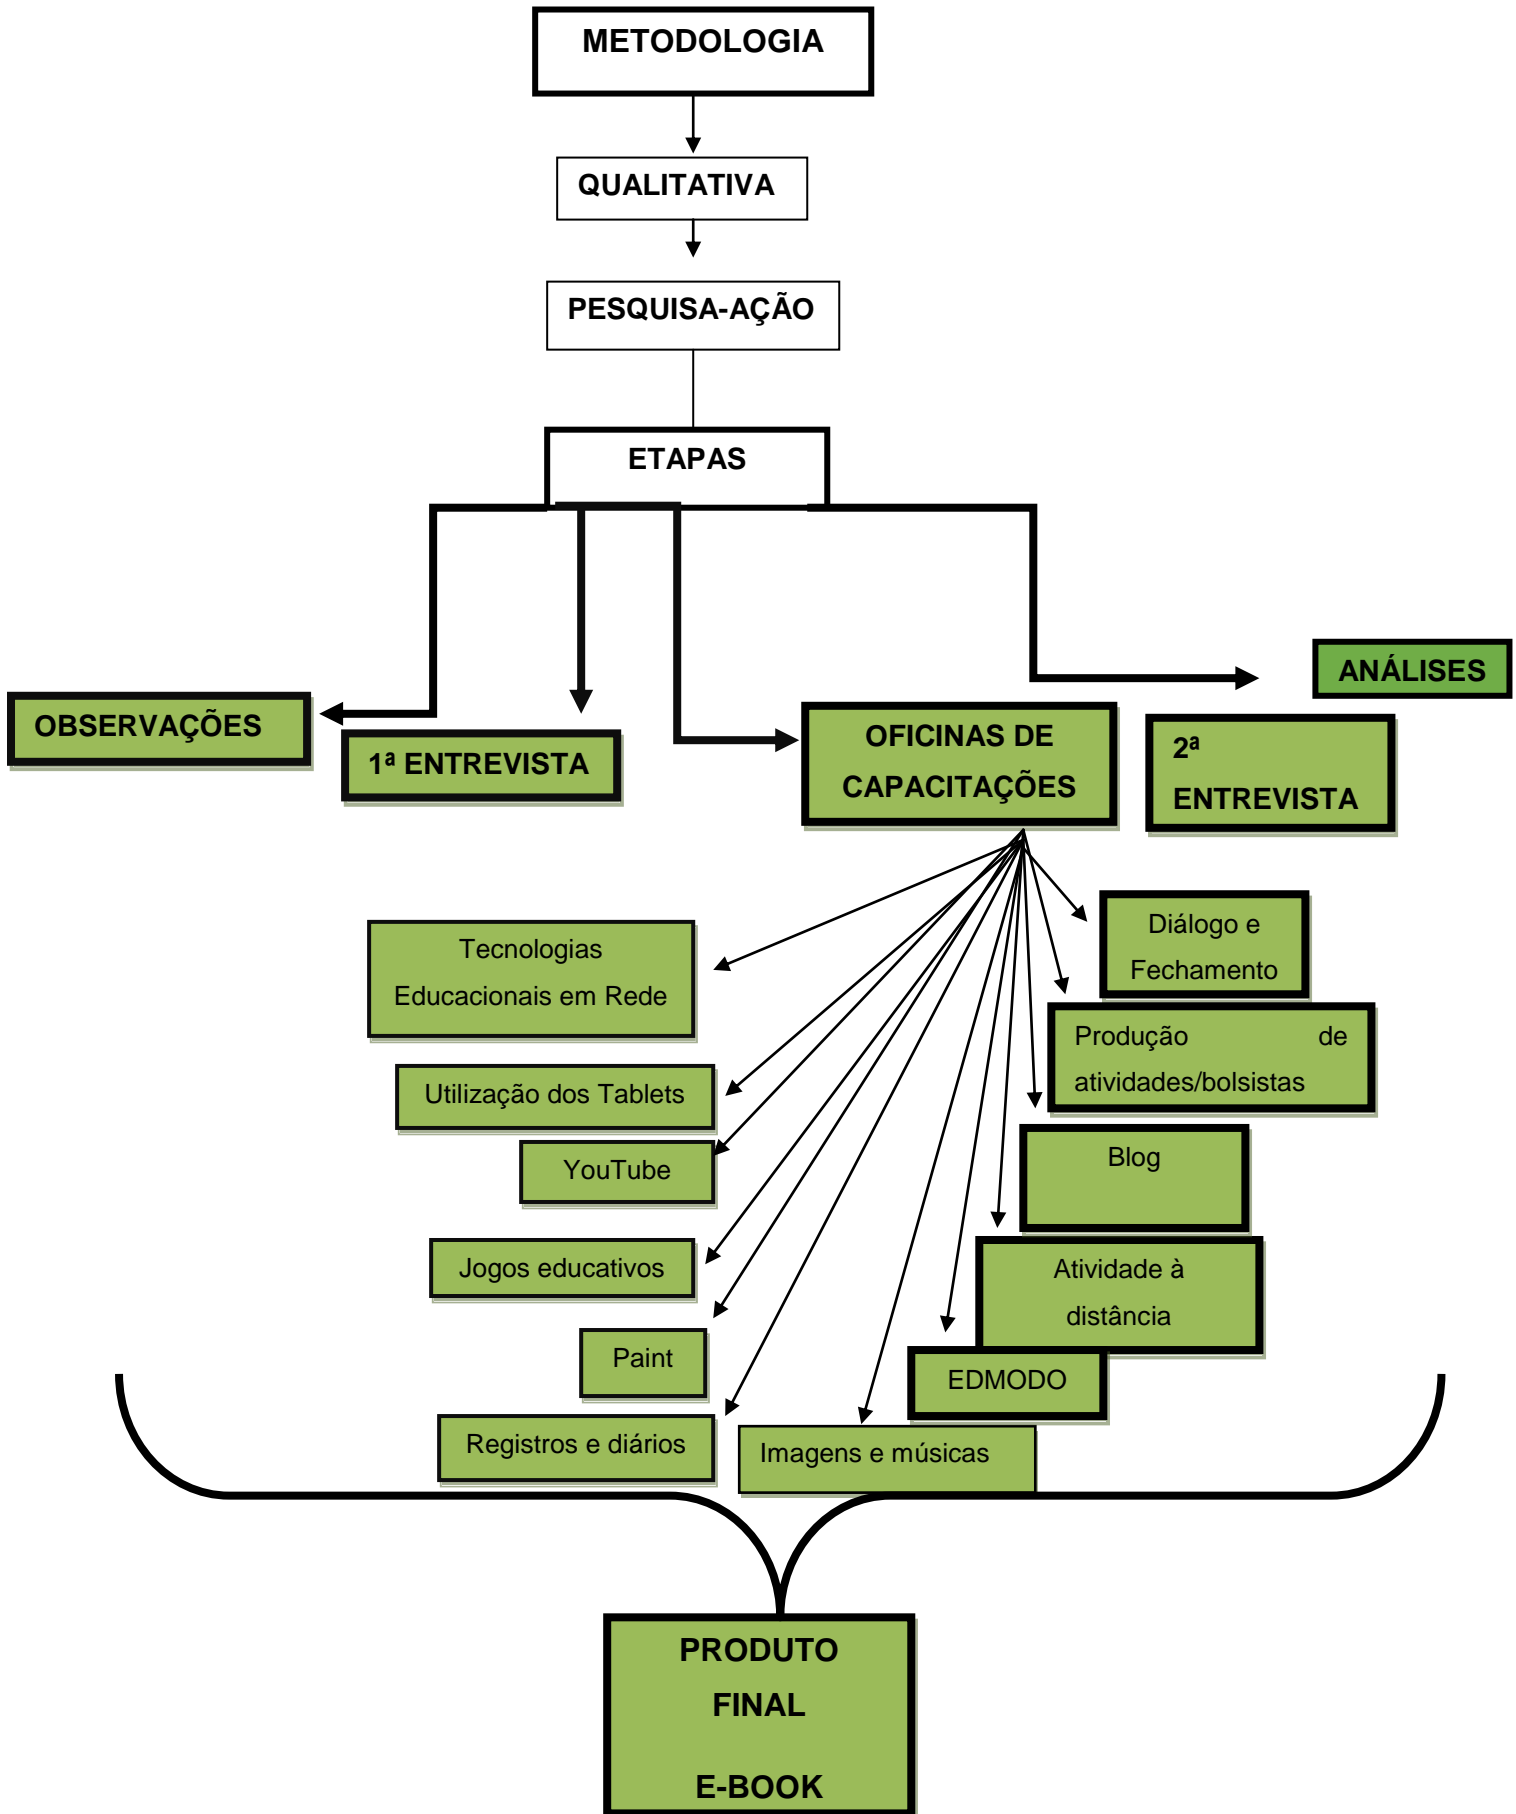 METODOLOGIA
QUALITATIVA
PESQUISA-AÇÃO
ETAPAS
ANÁLISES
OBSERVAÇÕES
1ª ENTREVISTA
OFICINAS DE
CAPACITAÇÕES
2ª
ENTREVISTA
Tecnologias
Educacionais em Rede
Diálogo e
Fechamento
Produção de
atividades/bolsistas
Utilização dos Tablets
YouTube
Blog
Jogos educativos
Atividade à
distância
Paint
EDMODO
Registros e diários
Imagens e músicas
PRODUTO
FINAL
E-BOOK